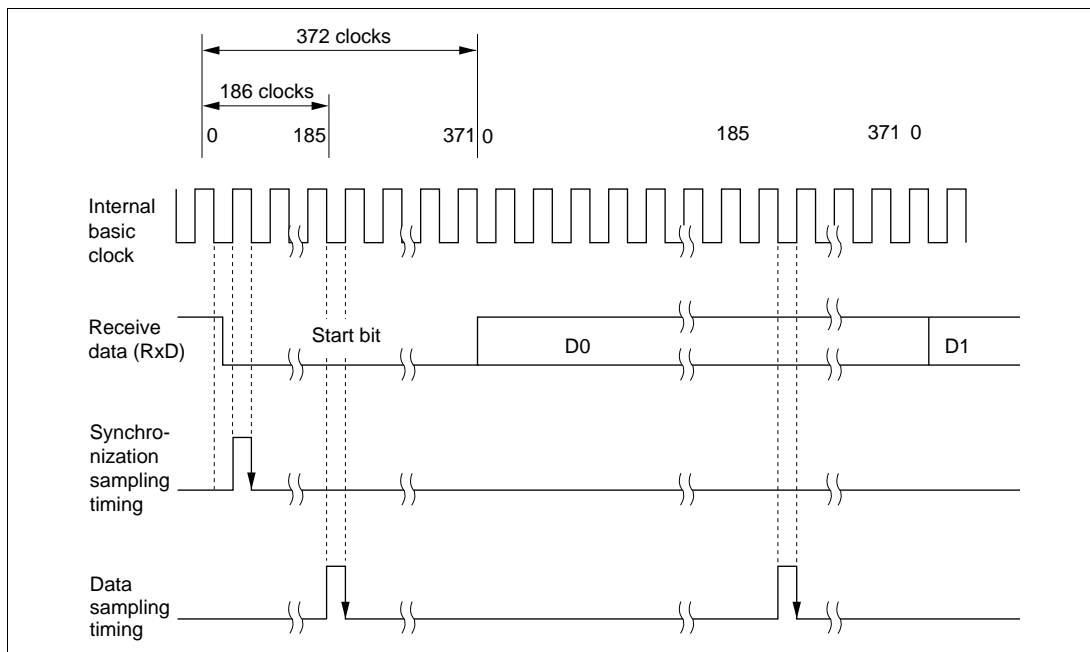 372 clocks
186 clocks
0 185 371 0 185 371 0
Internal
basic
clock
Receive
data (RxD)
Start bit
D0
D1
Synchro-
nization
sampling
timing
Data
sampling
timing